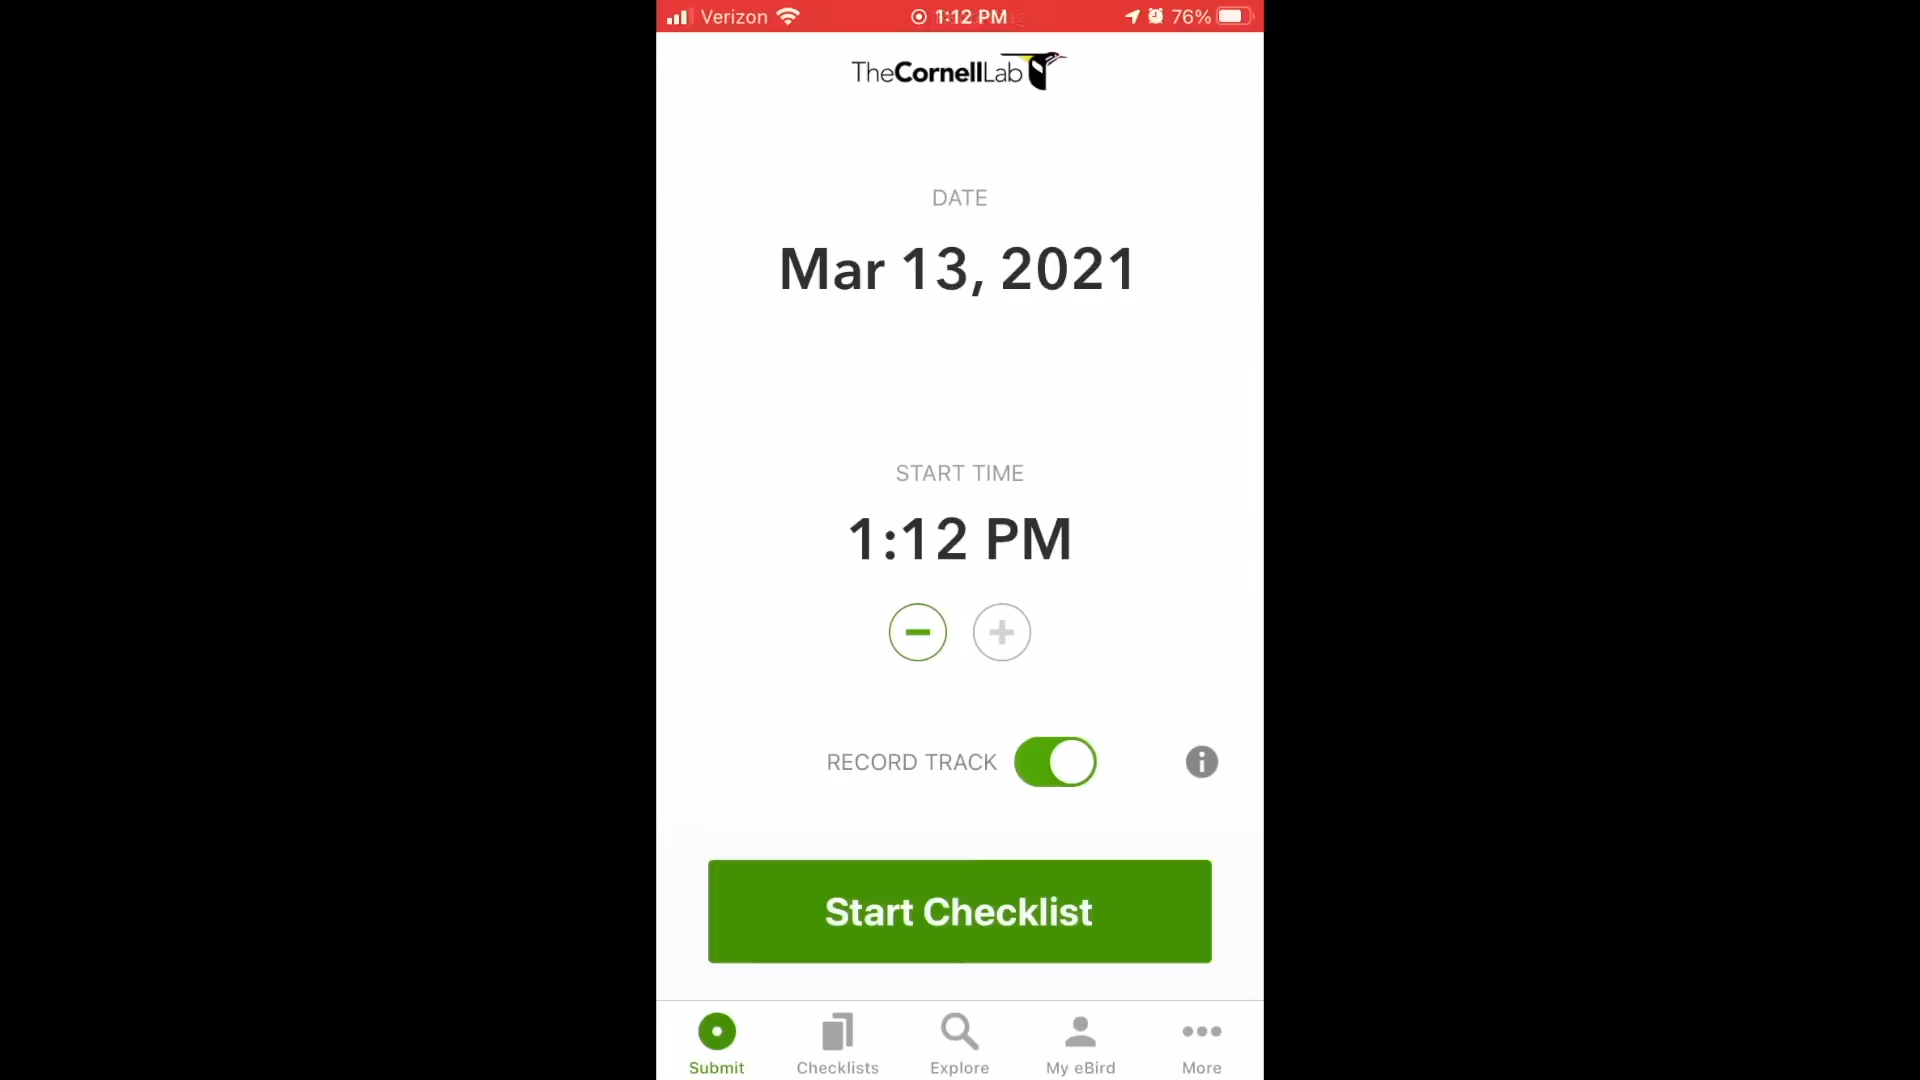 Verizon 1:12 PM 76%
TheCornellLab
DATE
Mar 13, 2021
START TIME
1:12 PM
RECORD TRACK
Start Checklist
Submit Checklists Explore My eBird More